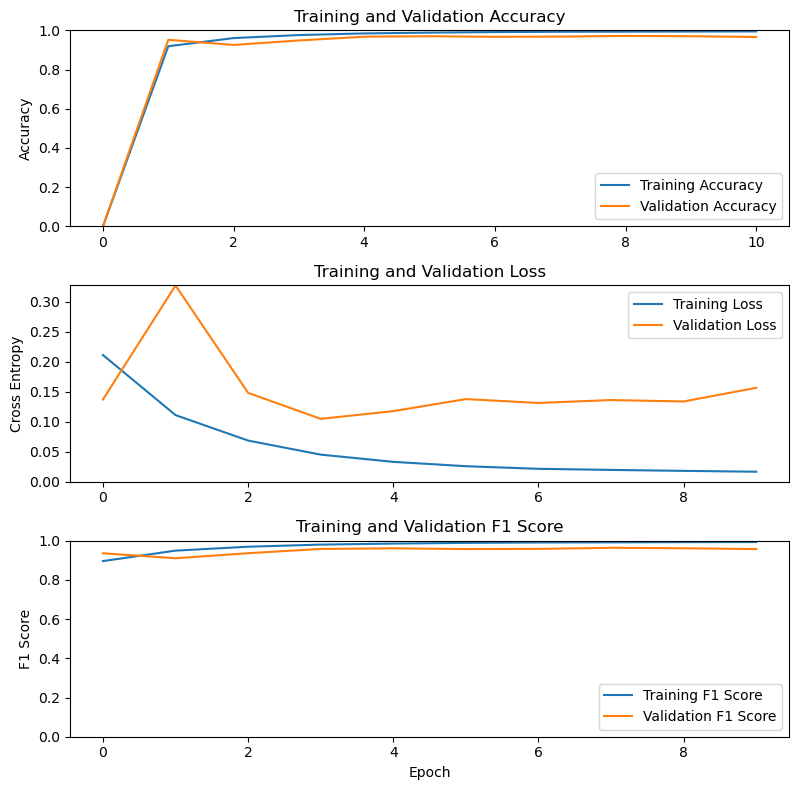 Training and Validation Accuracy
Accuracy
1.0
0.8
0.6
0.4
0.2
0.0
Training Accuracy
Validation Accuracy
0 2 4 6 8 10
Training and Validation Loss
Cross Entropy
0.30
0.25
0.20
0.15
0.10
0.05
0.00
Training Loss
Validation Loss
0 2 4 6 8
Training and Validation F1 Score
F1 Score
1.0
0.8
0.6
0.4
0.2
0.0
Training F1 Score
Validation F1 Score
0 2 4 6 8
Epoch